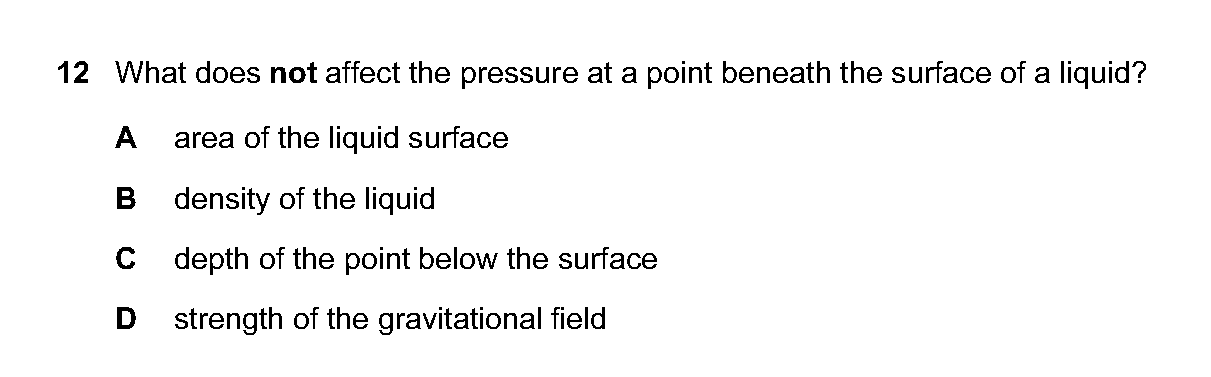 12 What does not affect the pressure at a point beneath the surface of a liquid?
A area of the liquid surface
B density of the liquid
C depth of the point below the surface
D strength of the gravitational field